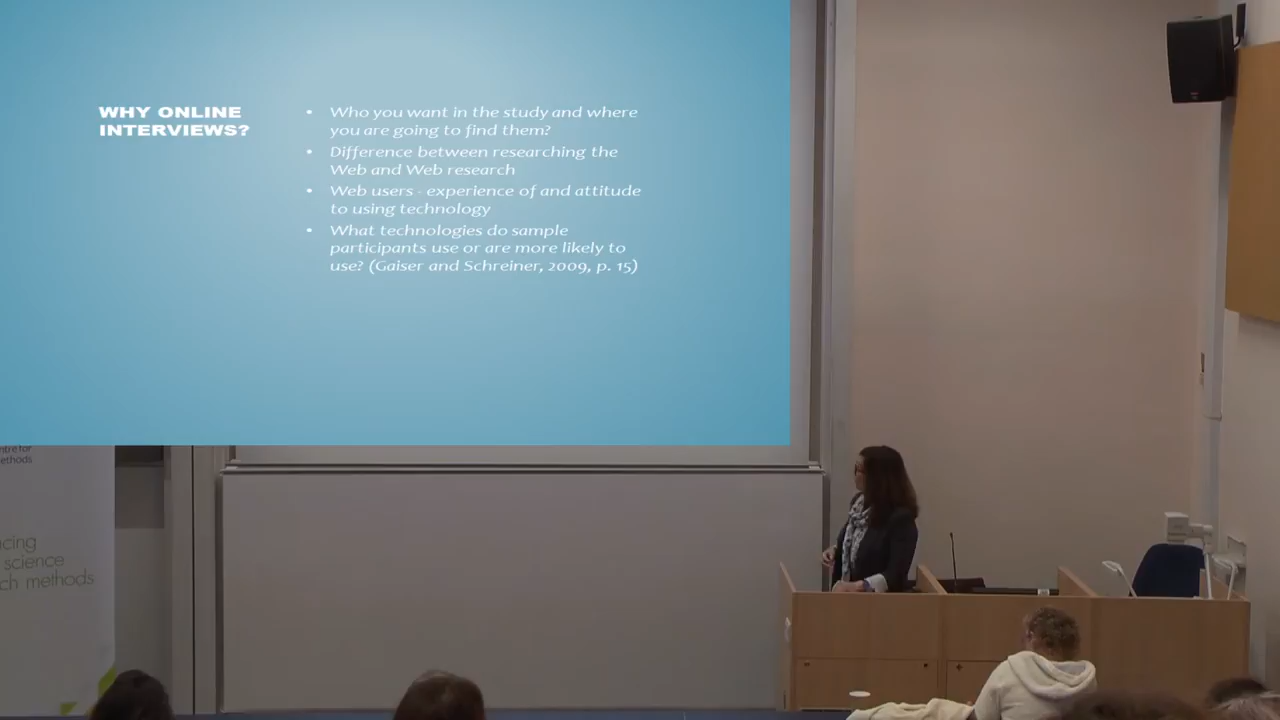 WHY ONLINE
INTERVIEWS?
• Who you want in the study and where
you are going to find them?
• Difference between researching the
Web and Web research
• Web users - experience of and attitude
to using technology
• What technologies do sample
participants use or are more likely to
use? (Gaiser and Schreiner, 2009, p. 15)
ntre for
ethods
ncing
science
ch methods